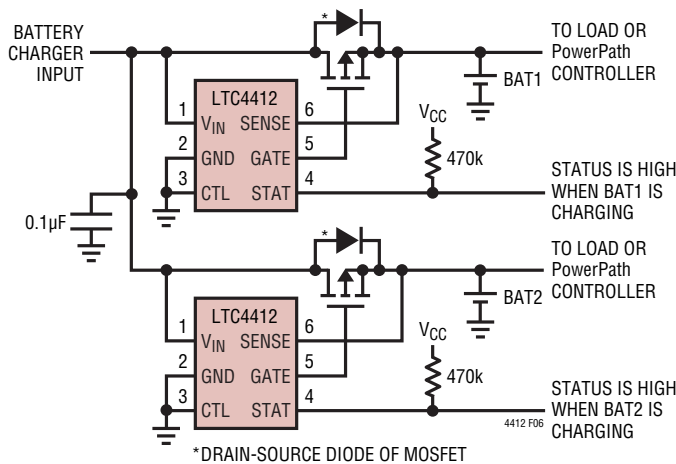 BATTERY
CHARGER
INPUT
*
TO LOAD OR
PowerPath
CONTROLLER
BAT1
LTC4412
1
VIN SENSE
6
2
GND GATE
5
3
CTL STAT
4
VCC
470k
STATUS IS HIGH
WHEN BAT1 IS
CHARGING
0.1µF
*
TO LOAD OR
PowerPath
CONTROLLER
BAT2
LTC4412
1
VIN SENSE
6
2
GND GATE
5
3
CTL STAT
4
VCC
470k
STATUS IS HIGH
WHEN BAT2 IS
CHARGING
4412 F06
*DRAIN-SOURCE DIODE OF MOSFET